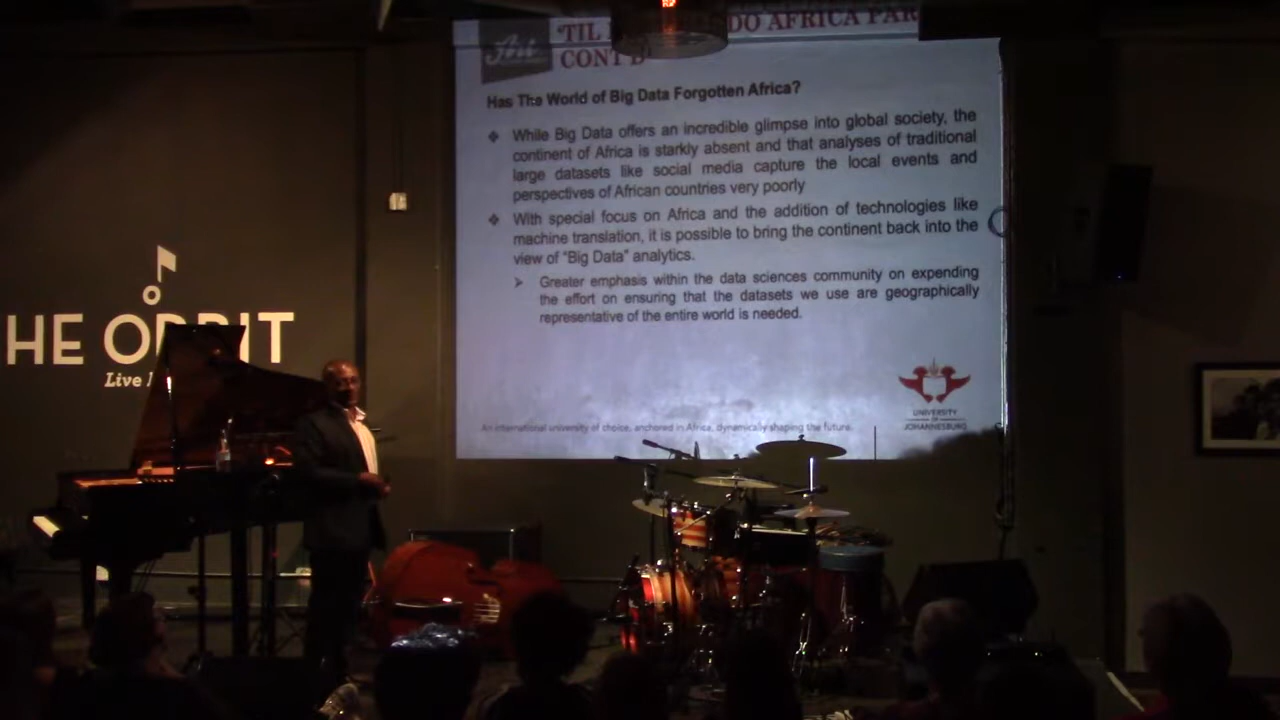 'TIL DO AFRICA PAR
Art CONT'D
Has The World of Big Data Forgotten Africa?
While Big Data offers an incredible glimpse into global society, the
continent of Africa is starkly absent and that analyses of traditional
large datasets like social media capture the local events and
perspectives of African countries very poorly
With special focus on Africa and the addition of technologies like
machine translation, it is possible to bring the continent back into the
view of "Big Data" analytics.
Greater emphasis within the data sciences community on expending
the effort on ensuring that the datasets we use are geographically
representative of the entire world is needed.
UNIVERSITY
OF
JOHANNESBURG
An international university of choice, anchored in Africa, dynamically shaping the future.
HE ORBIT
Live